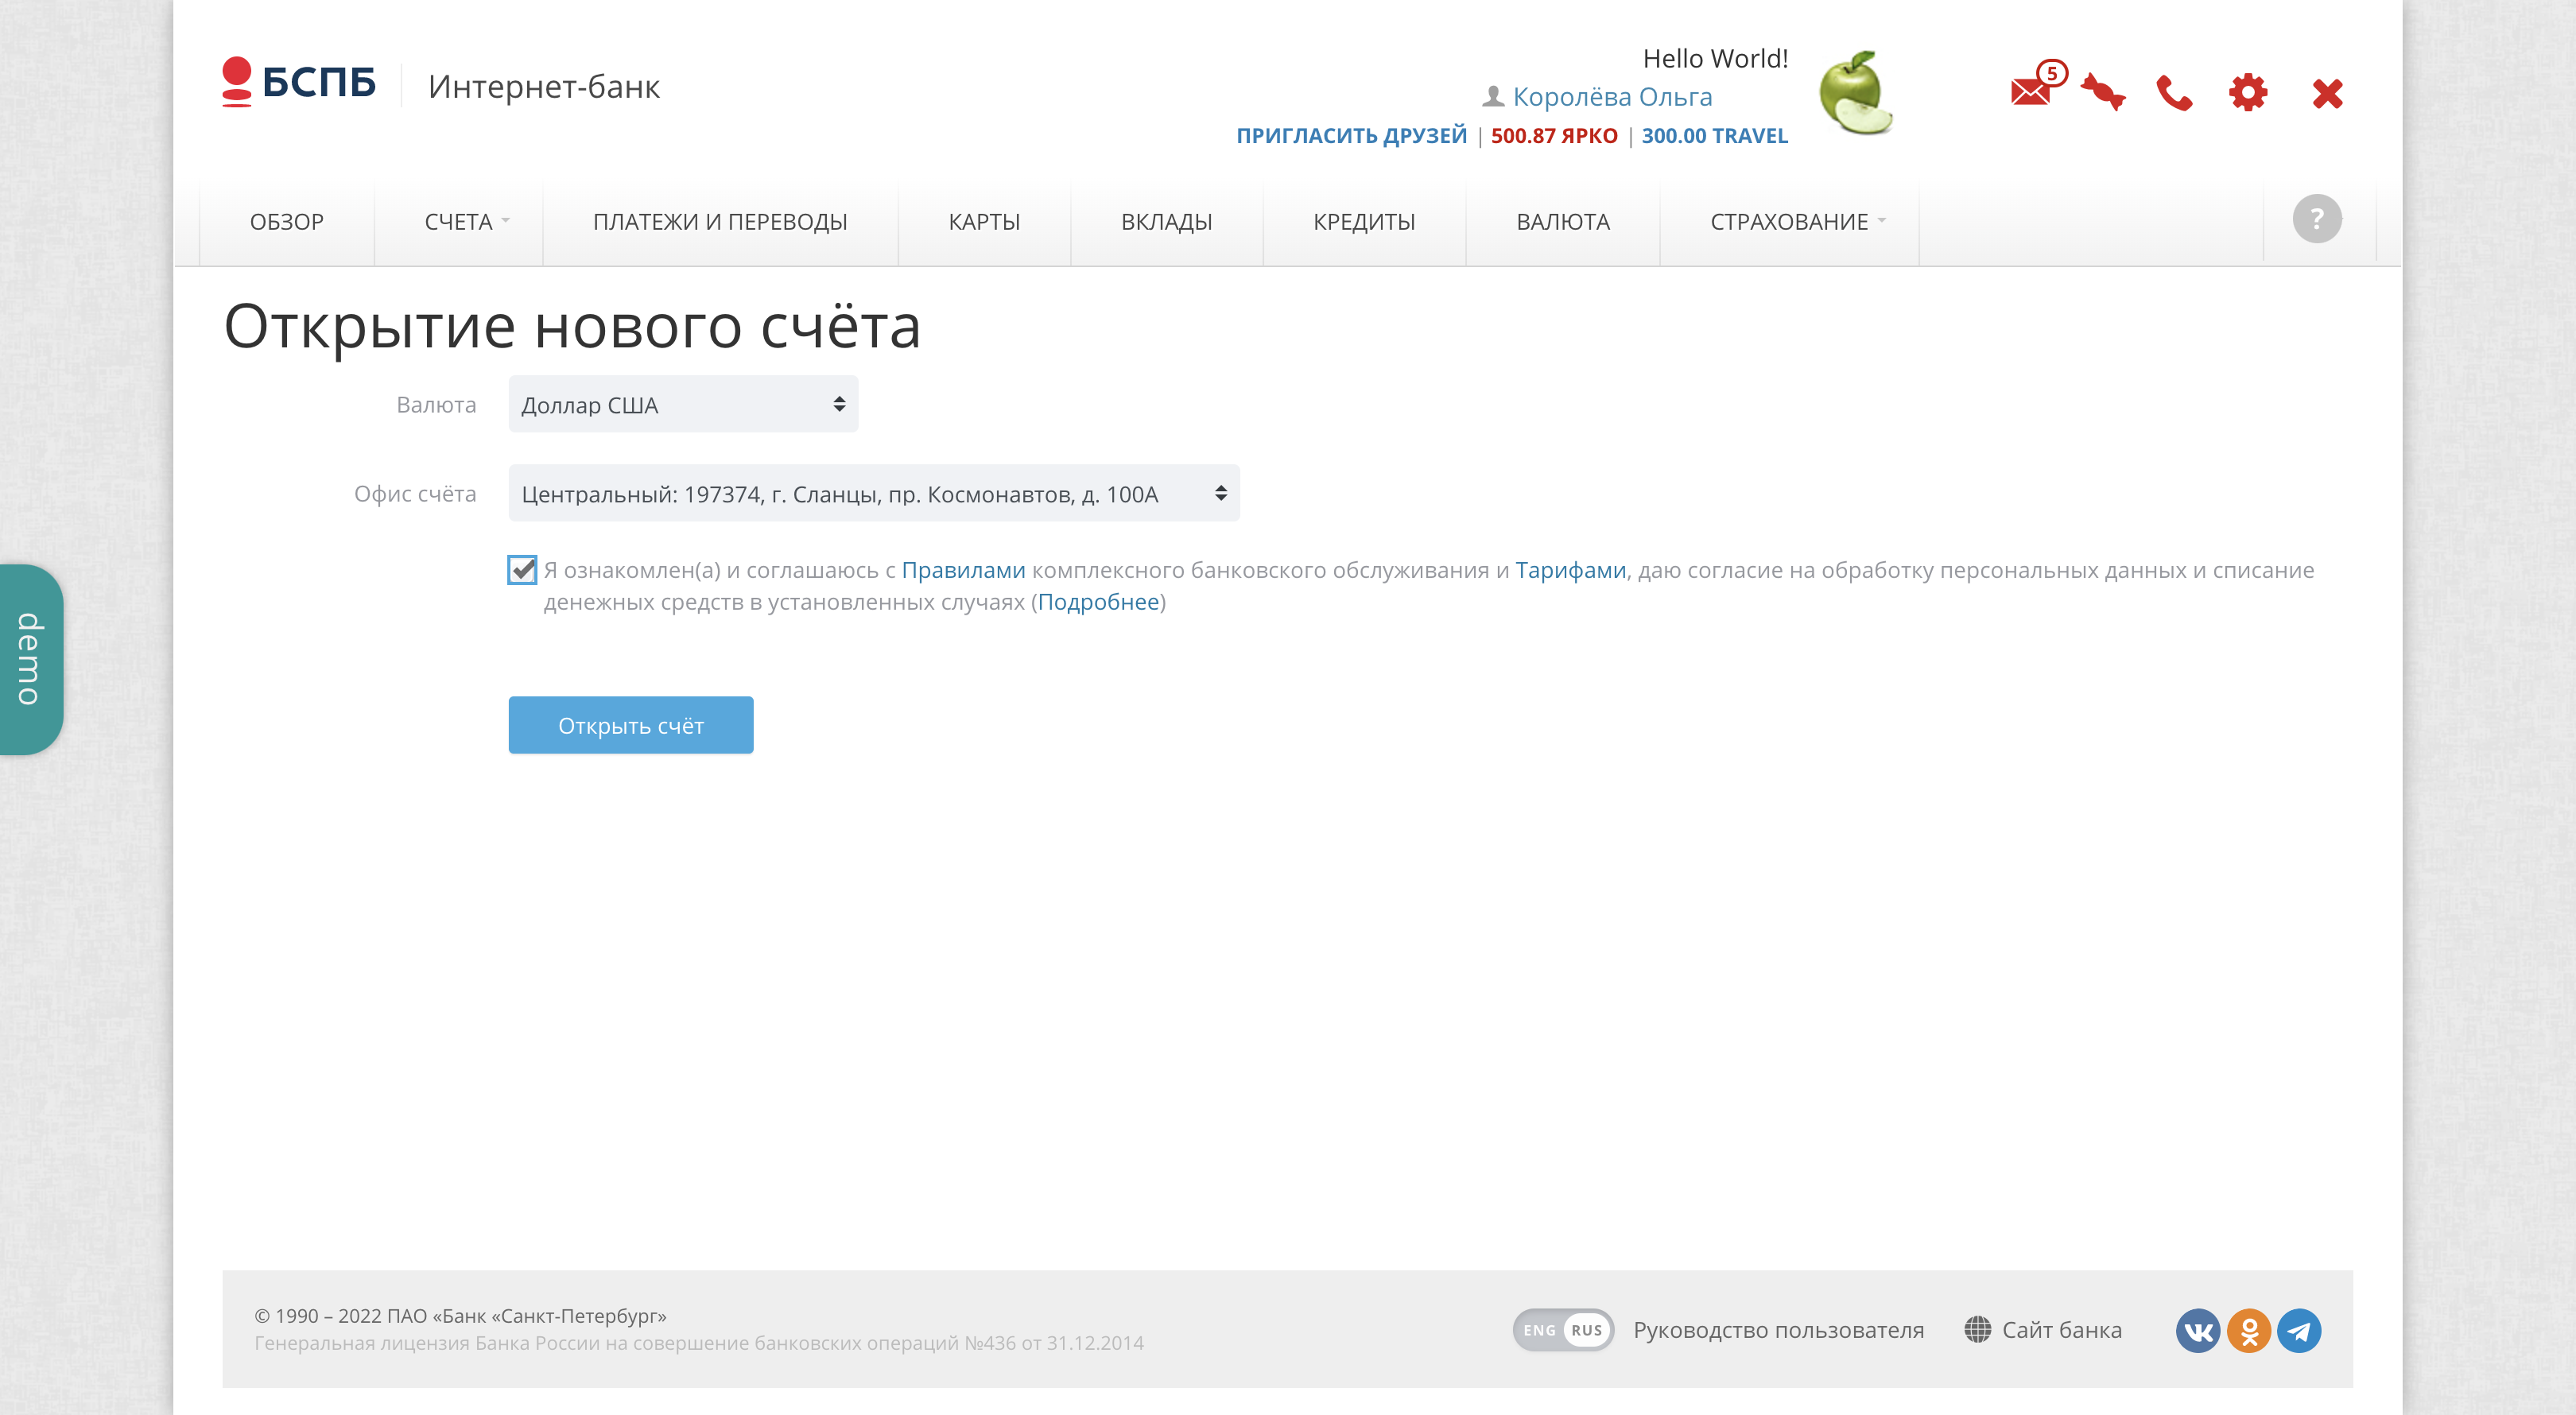 БСПБ
Интернет-банк
Hello World!
Королёва Ольга
ПРИГЛАСИТЬ ДРУЗЕЙ | 500.87 ЯРКО | 300.00 TRAVEL
5
ОБЗОР СЧЕТА ПЛАТЕЖИ И ПЕРЕВОДЫ КАРТЫ ВКЛАДЫ КРЕДИТЫ ВАЛЮТА СТРАХОВАНИЕ ?
Открытие нового счёта
Валюта Доллар США
Офис счёта Центральный: 197374, г. Сланцы, пр. Космонавтов, д. 100А
Я ознакомлен(а) и соглашаюсь с Правилами комплексного банковского обслуживания и Тарифами, даю согласие на обработку персональных данных и списание
денежных средств в установленных случаях (Подробнее)
demo
Открыть счёт
© 1990 – 2022 ПАО «Банк «Санкт-Петербург»
Генеральная лицензия Банка России на совершение банковских операций №436 от 31.12.2014
ENG RUS Руководство пользователя Сайт банка